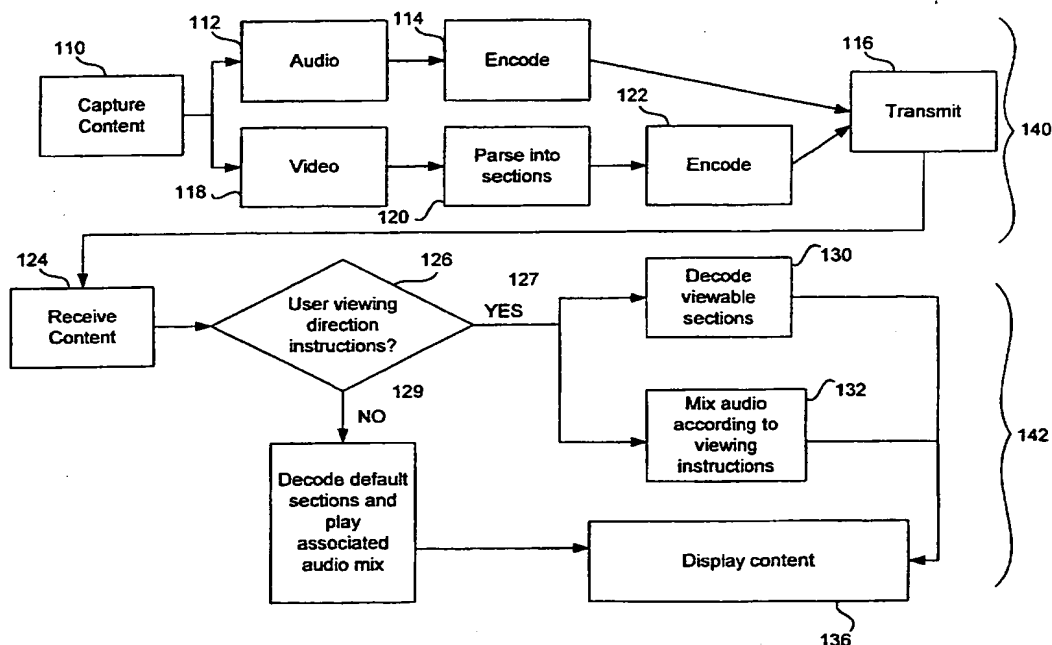 110
Capture
Content
112
Audio
114
Encode
116
Transmit
118
Video
120
Parse into
sections
122
Encode
140
124
Receive
Content
126
User viewing
direction
instructions?
127
YES
129
NO
130
Decode
viewable
sections
132
Mix audio
according to
viewing
instructions
142
Decode default
sections and
play
associated
audio mix
Display content
136